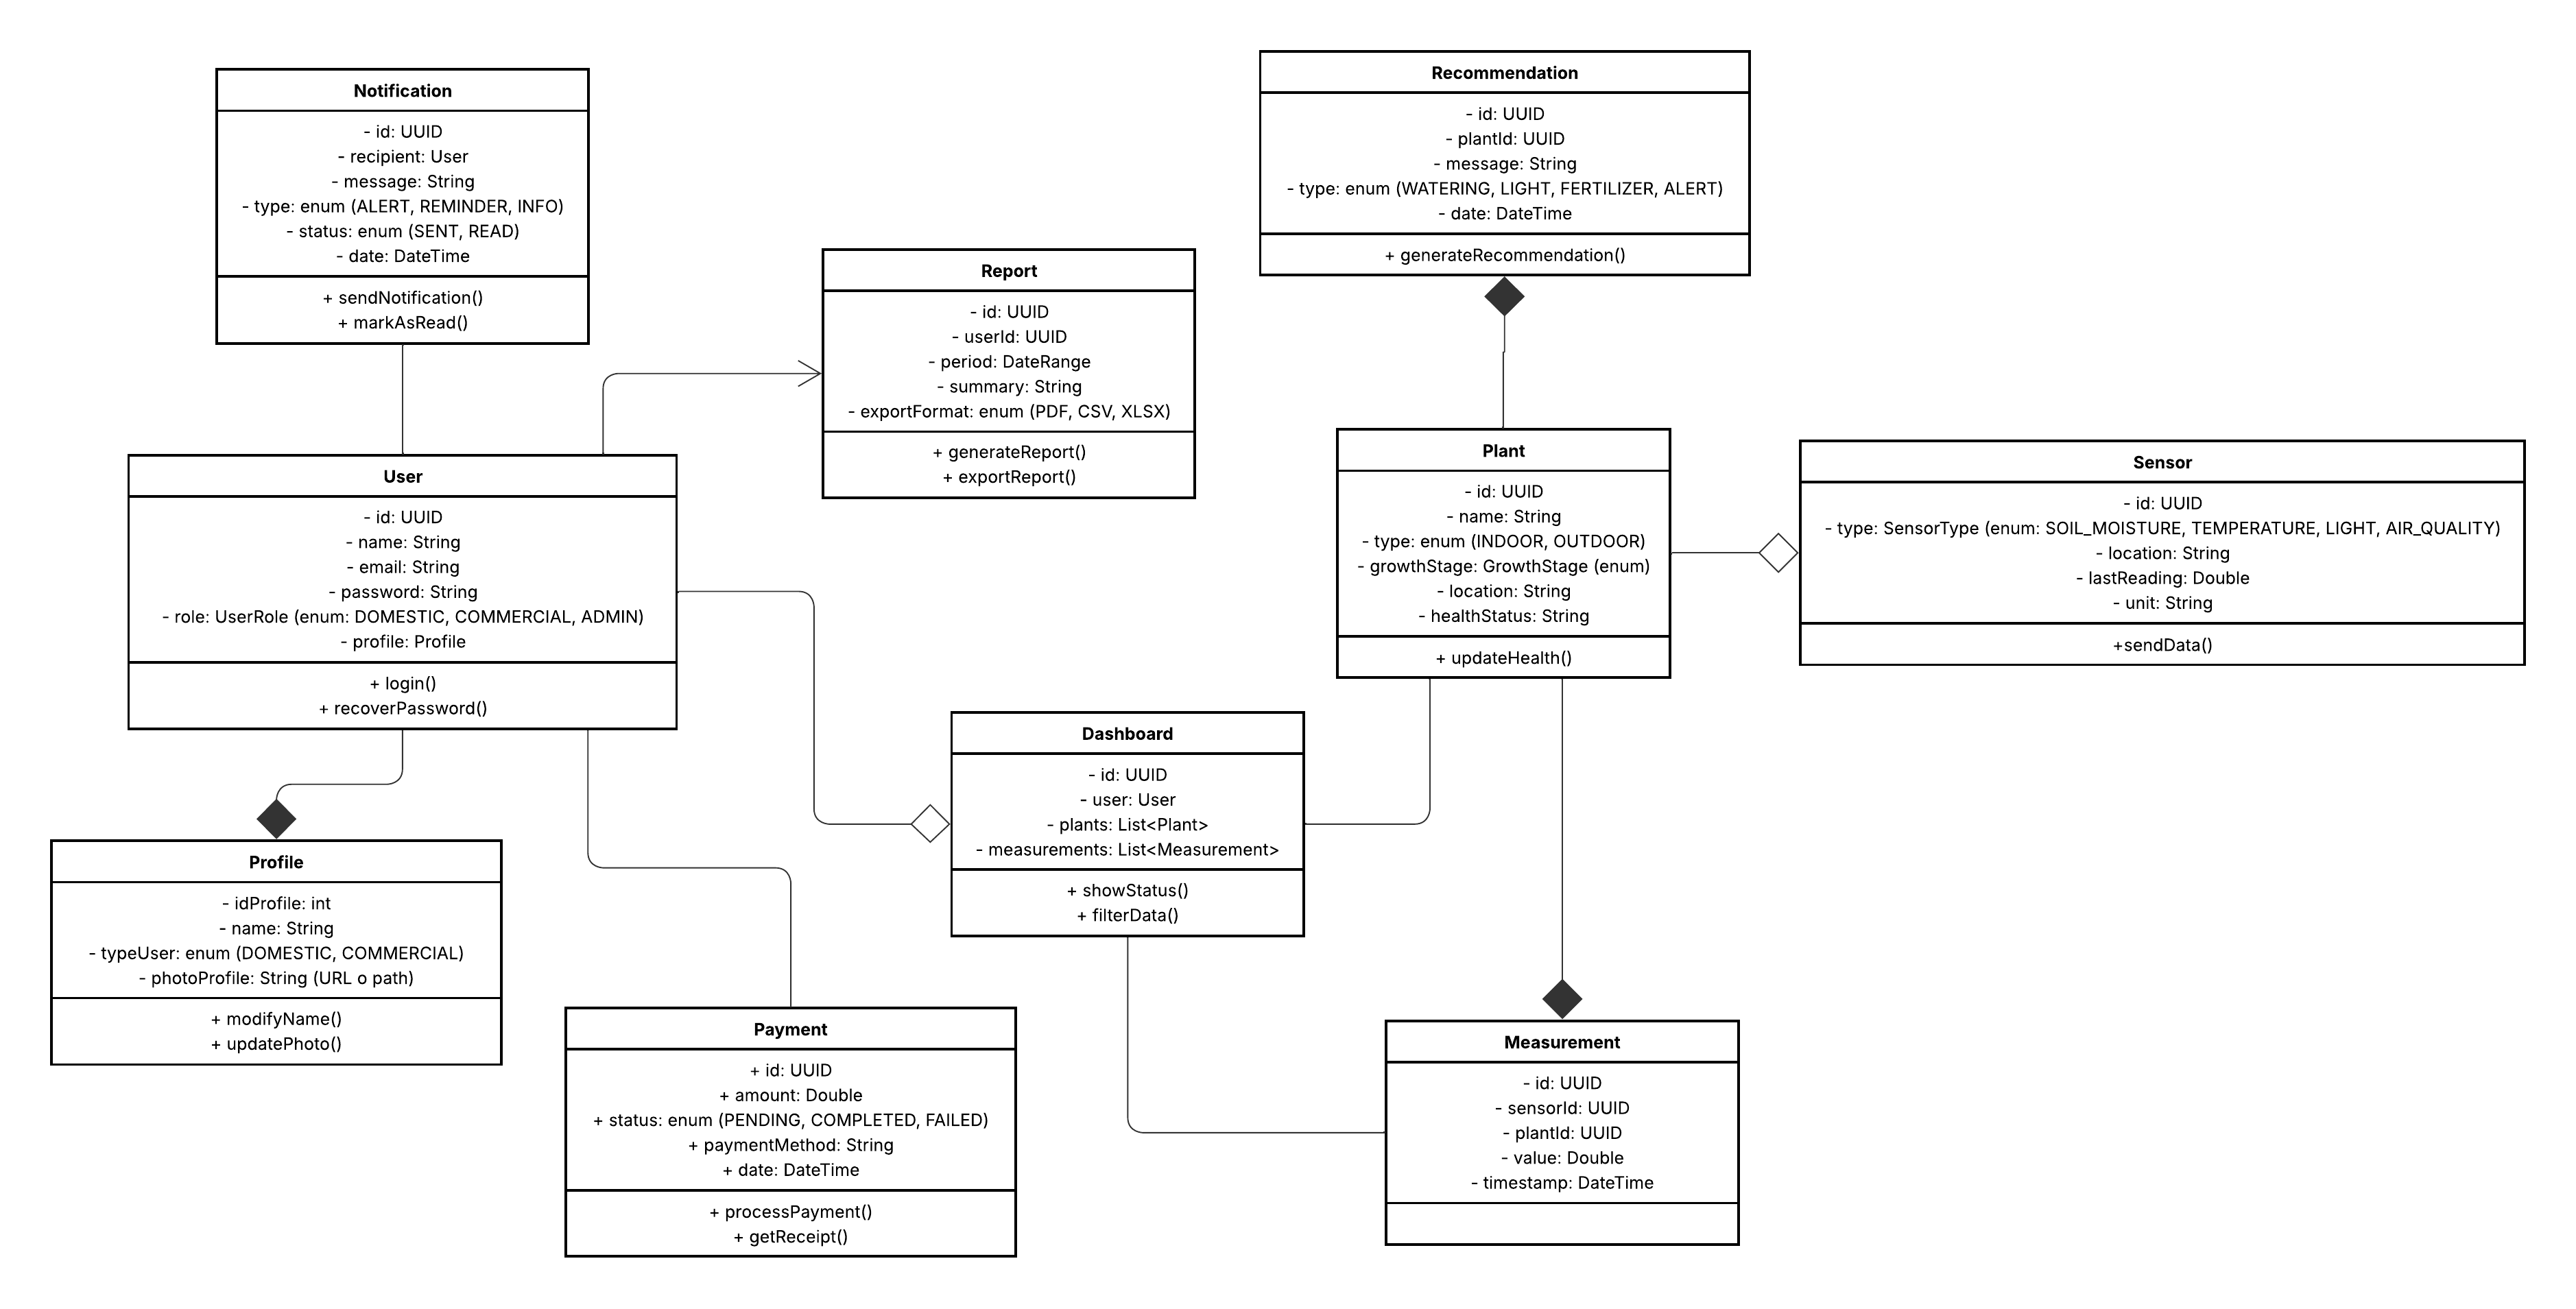 Notification
- id: UUID
- recipient: User
- message: String
- type: enum (ALERT, REMINDER, INFO)
- status: enum (SENT, READ)
- date: DateTime
+ sendNotification()
+ markAsRead()
Recommendation
- id: UUID
- plantId: UUID
- message: String
- type: enum (WATERING, LIGHT, FERTILIZER, ALERT)
- date: DateTime
+ generateRecommendation()
Report
- id: UUID
- userId: UUID
- period: DateRange
- summary: String
- exportFormat: enum (PDF, CSV, XLSX)
+ generateReport()
+ exportReport()
User
- id: UUID
- name: String
- email: String
- password: String
- role: UserRole (enum: DOMESTIC, COMMERCIAL, ADMIN)
- profile: Profile
+ login()
+ recoverPassword()
Plant
- id: UUID
- name: String
- type: enum (INDOOR, OUTDOOR)
- growthStage: GrowthStage (enum)
- location: String
- healthStatus: String
+ updateHealth()
Sensor
- id: UUID
- type: SensorType (enum: SOIL_MOISTURE, TEMPERATURE, LIGHT, AIR_QUALITY)
- location: String
- lastReading: Double
- unit: String
+sendData()
Dashboard
- id: UUID
- user: User
- plants: List<Plant>
- measurements: List<Measurement>
+ showStatus()
+ filterData()
Profile
- idProfile: int
- name: String
- typeUser: enum (DOMESTIC, COMMERCIAL)
- photoProfile: String (URL o path)
+ modifyName()
+ updatePhoto()
Payment
+ id: UUID
+ amount: Double
+ status: enum (PENDING, COMPLETED, FAILED)
+ paymentMethod: String
+ date: DateTime
+ processPayment()
+ getReceipt()
Measurement
- id: UUID
- sensorId: UUID
- plantId: UUID
- value: Double
- timestamp: DateTime